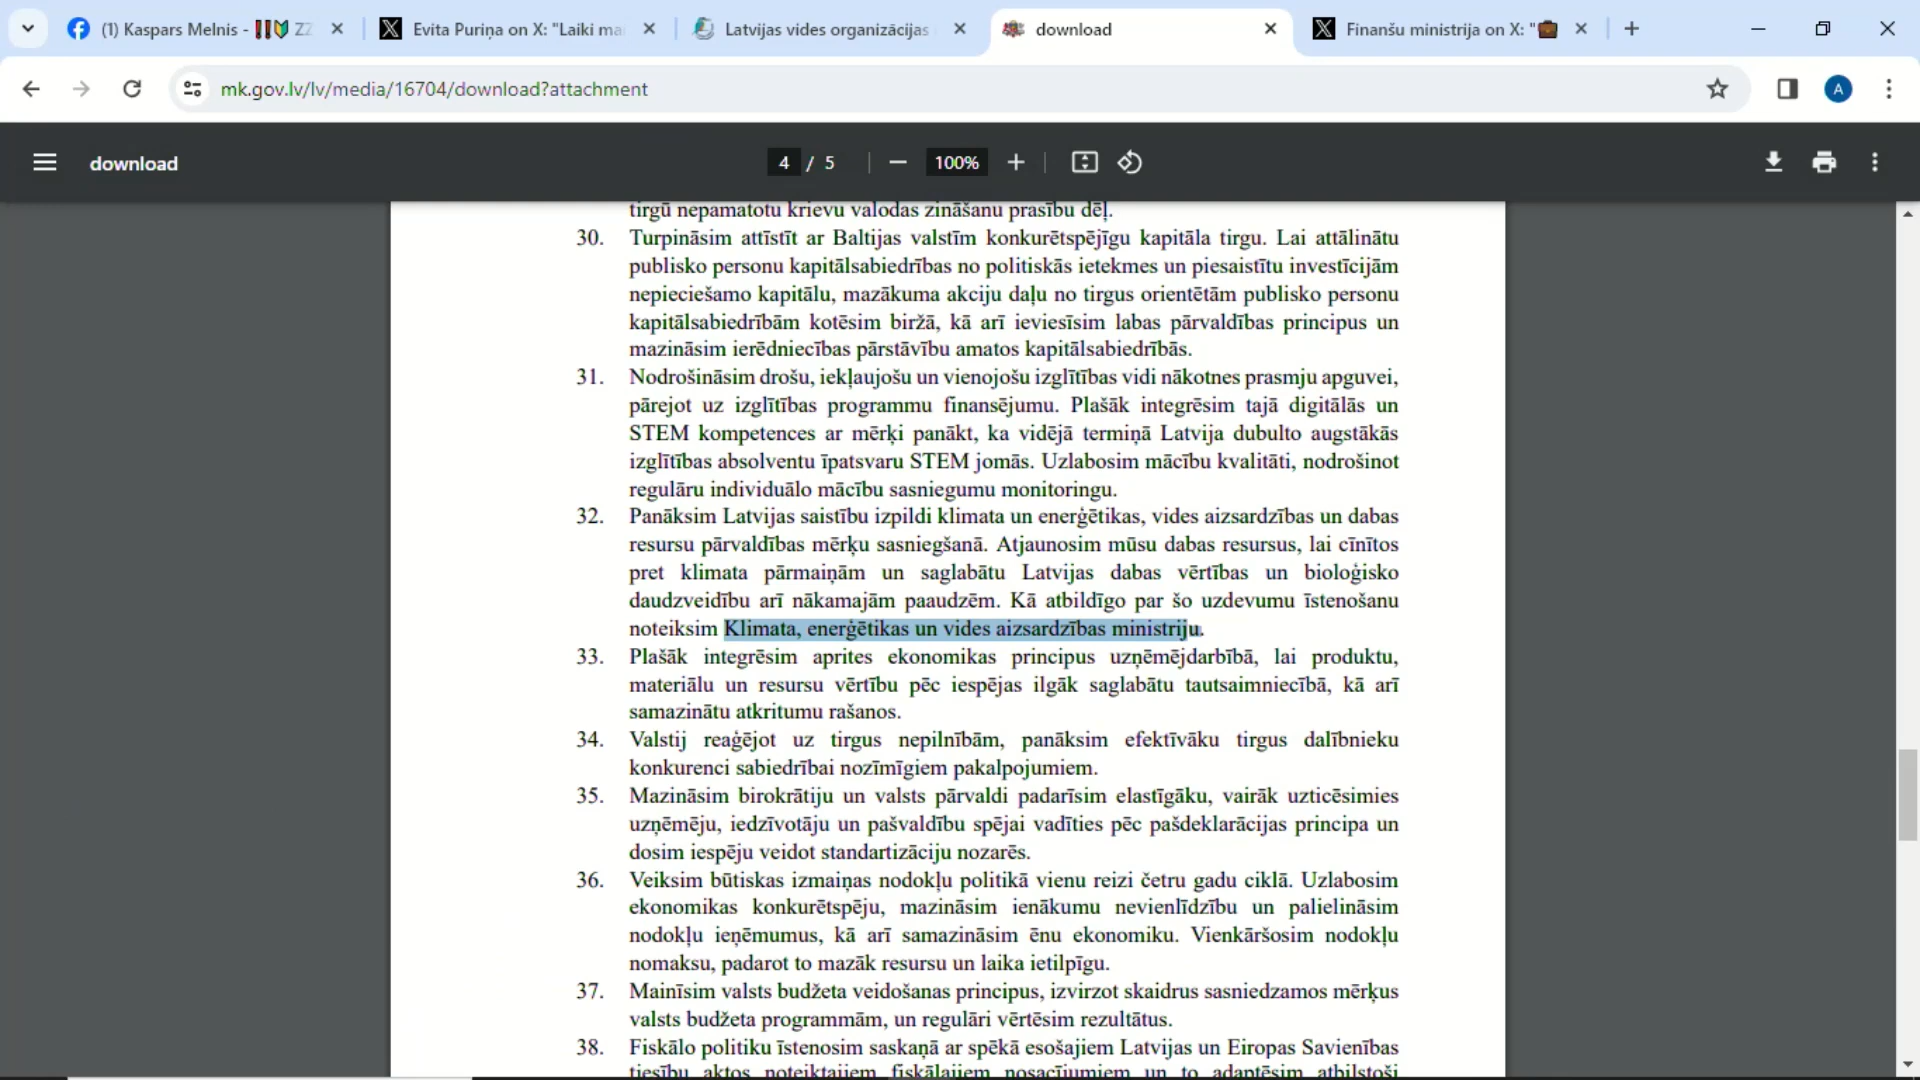 (1) Kaspars Melnis -
Evita Puriņa on X: "Laiki mai
Latvijas vides organizācijas
download
Finanšu ministrija on X: "
mk.gov.lv/lv/media/16704/download?attachment
A
download
4 / 5
100%
tirgū nepamatotu krievu valodas zināšanu prasību dēļ.
30. Turpināsim attīstīt ar Baltijas valstīm konkurētspējīgu kapitāla tirgu. Lai attālinātu
publisko personu kapitālsabiedrības no politiskās ietekmes un piesaistītu investīcijām
nepieciešamo kapitālu, mazākuma akciju daļu no tirgus orientētām publisko personu
kapitālsabiedrībām kotēsim biržā, kā arī ieviesīsim labas pārvaldības principus un
mazināsim ierēdniecības pārstāvību amatos kapitālsabiedrībās.
31. Nodrošināsim drošu, iekļaujošu un vienojošu izglītības vidi nākotnes prasmju apguvei,
pārejot uz izglītības programmu finansējumu. Plašāk integrēsim tajā digitālās un
STEM kompetences ar mērķi panākt, ka vidējā termiņā Latvija dubulto augstākās
izglītības absolventu īpatsvaru STEM jomās. Uzlabosim mācību kvalitāti, nodrošinot
regulāru individuālo mācību sasniegumu monitoringu.
32. Panāksim Latvijas saistību izpildi klimata un enerģētikas, vides aizsardzības un dabas
resursu pārvaldības mērķu sasniegšanā. Atjaunosim mūsu dabas resursus, lai cīnītos
pret klimata pārmaiņām un saglabātu Latvijas dabas vērtības un bioloģisko
daudzveidību arī nākamajām paaudzēm. Kā atbildīgo par šo uzdevumu īstenošanu
noteiksim Klimata, enerģētikas un vides aizsardzības ministriju.
33. Plašāk integrēsim aprites ekonomikas principus uzņēmējdarbībā, lai produktu,
materiālu un resursu vērtību pēc iespējas ilgāk saglabātu tautsaimniecībā, kā arī
samazinātu atkritumu rašanos.
34. Valstij reaģējot uz tirgus nepilnībām, panāksim efektīvāku tirgus dalībnieku
konkurenci sabiedrībai nozīmīgiem pakalpojumiem.
35. Mazināsim birokrātiju un valsts pārvaldi padarīsim elastīgāku, vairāk uzticēsimies
uzņēmēju, iedzīvotāju un pašvaldību spējai vadīties pēc pašdeklarācijas principa un
dosim iespēju veidot standartizāciju nozarēs.
36. Veiksim būtiskas izmaiņas nodokļu politikā vienu reizi četru gadu ciklā. Uzlabosim
ekonomikas konkurētspēju, mazināsim ienākumu nevienlīdzību un palielināsim
nodokļu ieņēmumus, kā arī samazināsim ēnu ekonomiku. Vienkāršosim nodokļu
nomaksu, padarot to mazāk resursu un laika ietilpīgu.
37. Mainīsim valsts budžeta veidošanas principus, izvirzot skaidrus sasniedzamos mērķus
valsts budžeta programmām, un regulāri vērtēsim rezultātus.
38. Fiskālo politiku īstenosim saskaņā ar spēkā esošajiem Latvijas un Eiropas Savienības
tiesību aktos noteiktajiem fiskālajiem nosacījumiem un to adaptēsim atbilstoši